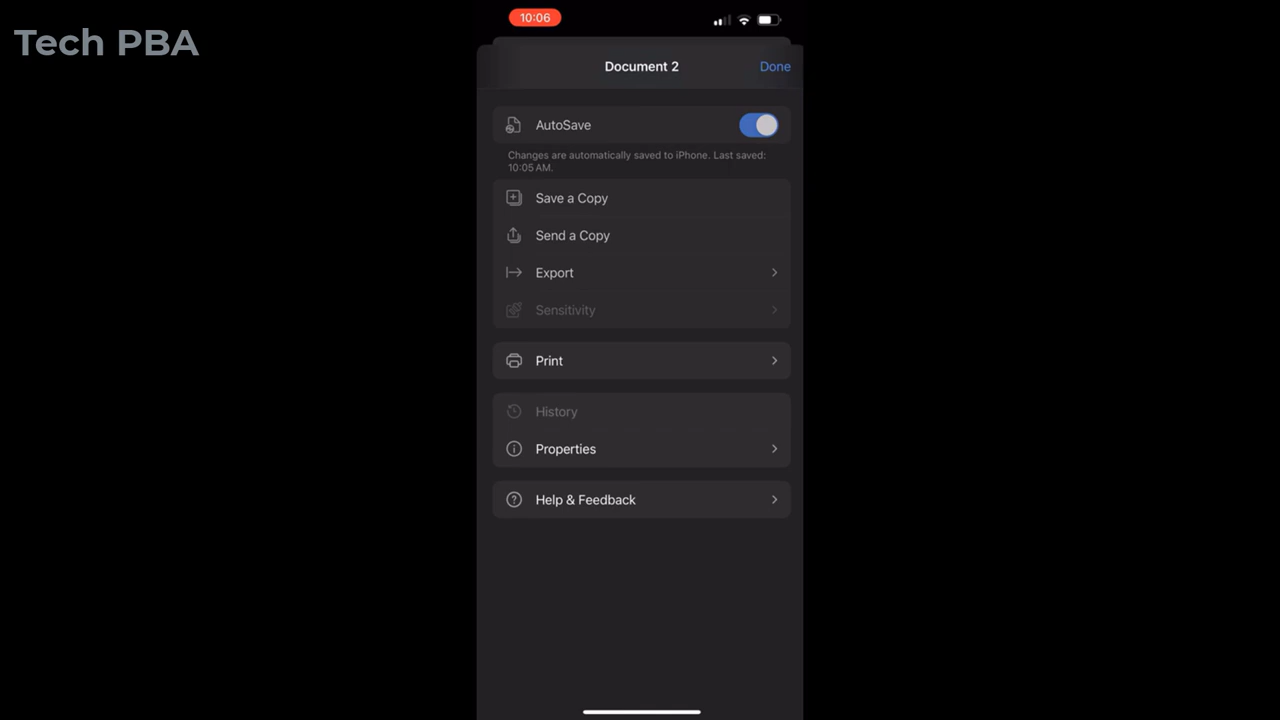 Tech PBA
10:06
Document 2
Done
AutoSave
Changes are automatically saved to iPhone. Last saved:
10:05 AM.
Save a Copy
Send a Copy
Export
Sensitivity
Print
History
Properties
Help & Feedback